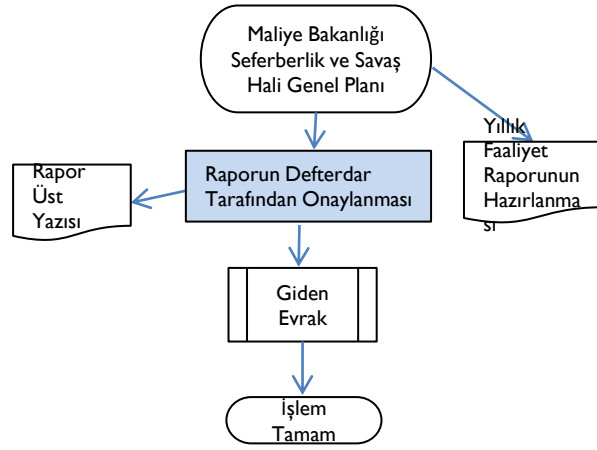 Maliye Bakanlığı
Seferberlik ve Savaş
Hali Genel Planı
Yıllık
Faaliyet
Raporunun
Hazırlanma
sı
Rapor
Üst
Yazısı
Raporun Defterdar
Tarafından Onaylanması
Giden
Evrak
İşlem
Tamam